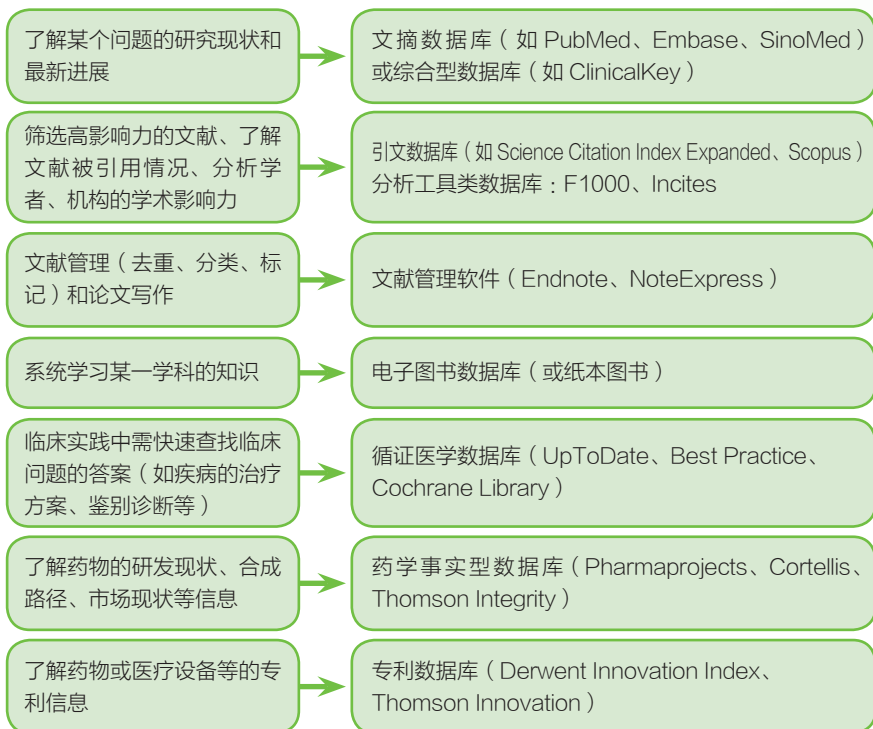 了解某个问题的研究现状和
最新进展
文摘数据库（如 PubMed、Embase、SinoMed）
或综合型数据库（如 ClinicalKey）
筛选高影响力的文献、了解
文献被引用情况、分析学
者、机构的学术影响力
引文数据库（如 Science Citation Index Expanded、Scopus）
分析工具类数据库：F1000、Incites
文献管理（去重、分类、标
记）和论文写作
文献管理软件（Endnote、NoteExpress）
系统学习某一学科的知识
电子图书数据库（或纸本图书）
临床实践中需快速查找临床
问题的答案（如疾病的治疗
方案、鉴别诊断等）
循证医学数据库（UpToDate、Best Practice、
Cochrane Library）
了解药物的研发现状、合成
路径、市场现状等信息
药学事实型数据库（Pharmaprojects、Cortellis、
Thomson Integrity）
了解药物或医疗设备等的专
利信息
专利数据库（Derwent Innovation Index、
Thomson Innovation）